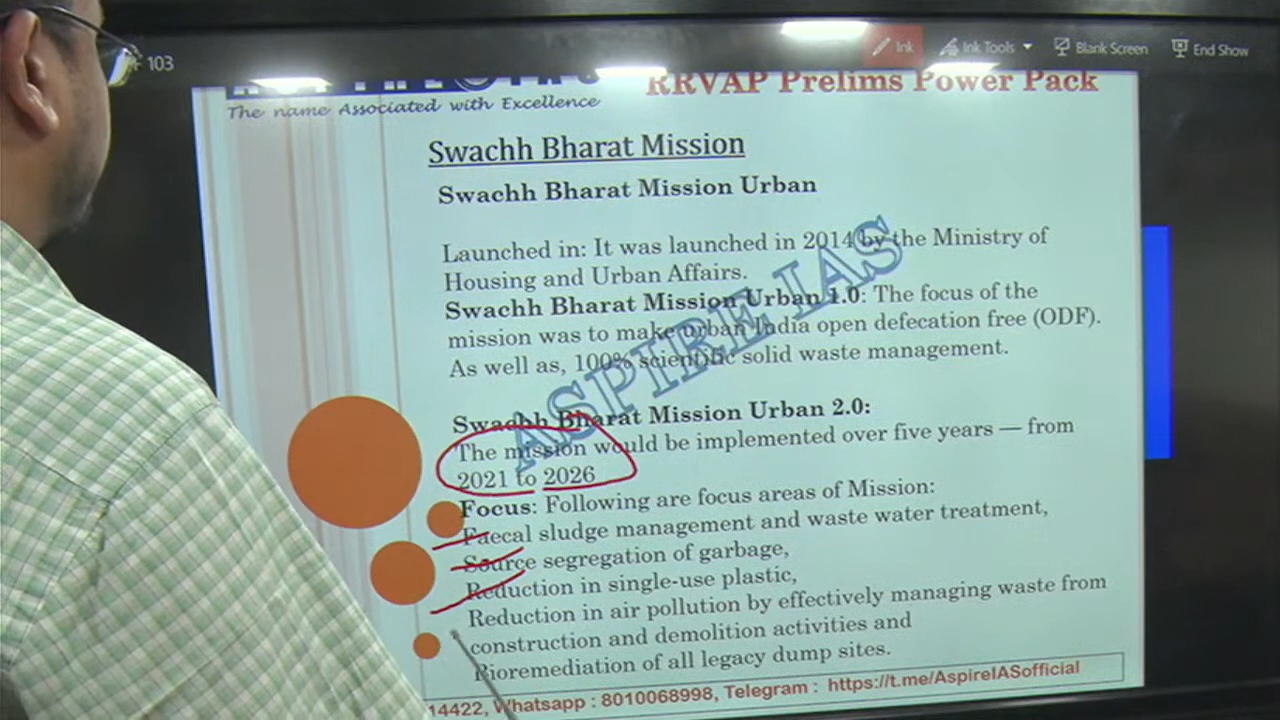 103
Ink
Ink Tools
Blank Screen
End Show
The name Associated with Excellence
RRVAP Prelims Power Pack
Swachh Bharat Mission
Swachh Bharat Mission Urban
Launched in: It was launched in 2014 by the Ministry of
Housing and Urban Affairs.
Swachh Bharat Mission Urban 1.0: The focus of the
mission was to make urban India open defecation free (ODF).
As well as, 100% scientific solid waste management.
ASPIRE IAS
Swachh Bharat Mission Urban 2.0:
The mission would be implemented over five years — from
2021 to 2026
Focus: Following are focus areas of Mission:
Faecal sludge management and waste water treatment,
Source segregation of garbage,
Reduction in single-use plastic,
Reduction in air pollution by effectively managing waste from
construction and demolition activities and
Bioremediation of all legacy dump sites.
14422, Whatsapp : 8010068998, Telegram : https://t.me/AspireIASofficial